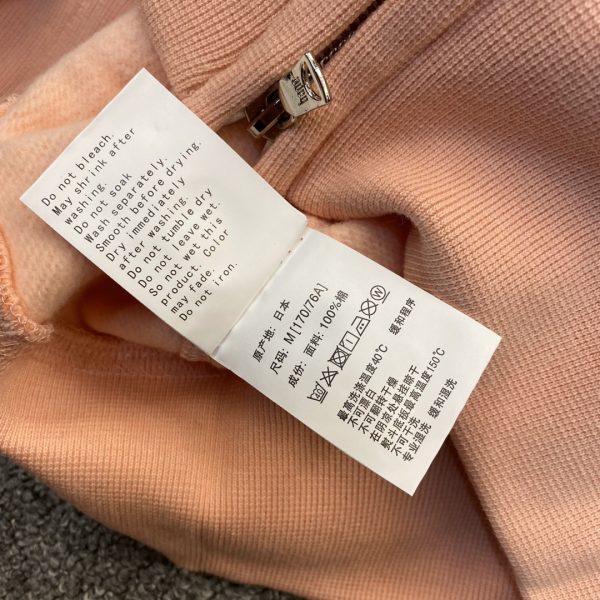 Do not bleach.
May shrink after
washing.
Do not soak
Wash separately.
Smooth before drying.
Dry immediately
after washing.
Do not tumble dry
Do not leave wet.
So not wet this
product. Color
may fade.
Do not iron.
原产地: 日本
尺码: M[170/76A]
成份: 面料: 100%棉
最高洗涤温度40℃ 缓和程序
不可漂白
不可翻转干燥
在阴凉处悬挂晾干
熨斗底板最高温度150℃
不可干洗
专业湿洗 缓和湿洗